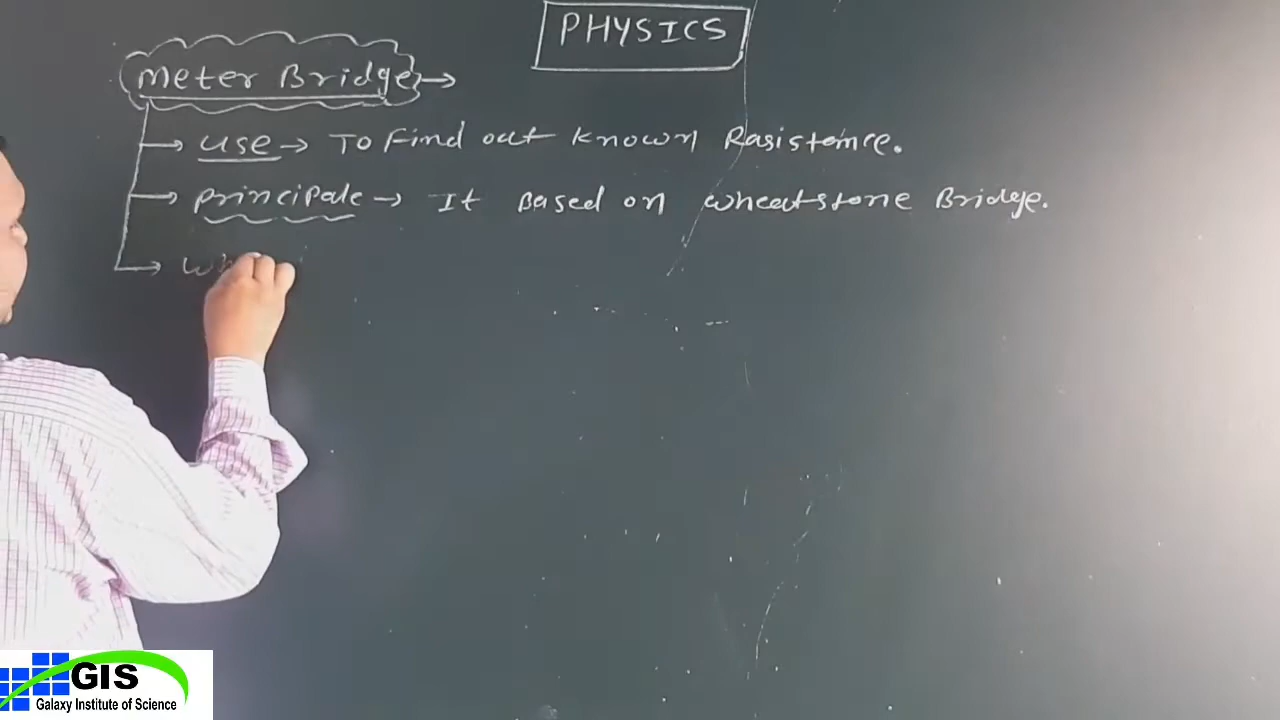 PHYSICS
Meter Bridge →
→ use → To Find out known Rasistance.
→ principale → It Based on wheatstone Bridge.
→ Wh
GIS
Galaxy Institute of Science